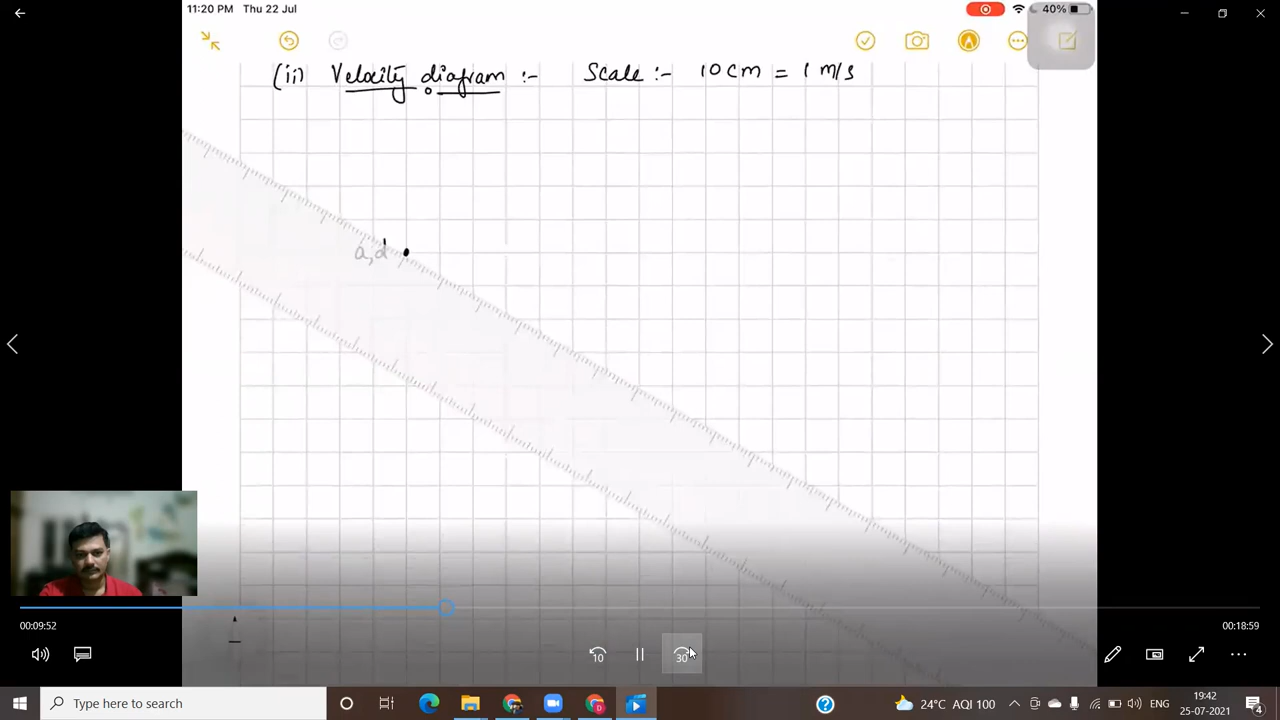 11:20 PM Thu 22 Jul
40%
(ii) Velocity diagram :- Scale :- 10 cm = 1 m/s
a,d
00:09:52
00:18:59
10
30
Type here to search
24°C AQI 100
19:42
25-07-2021
4